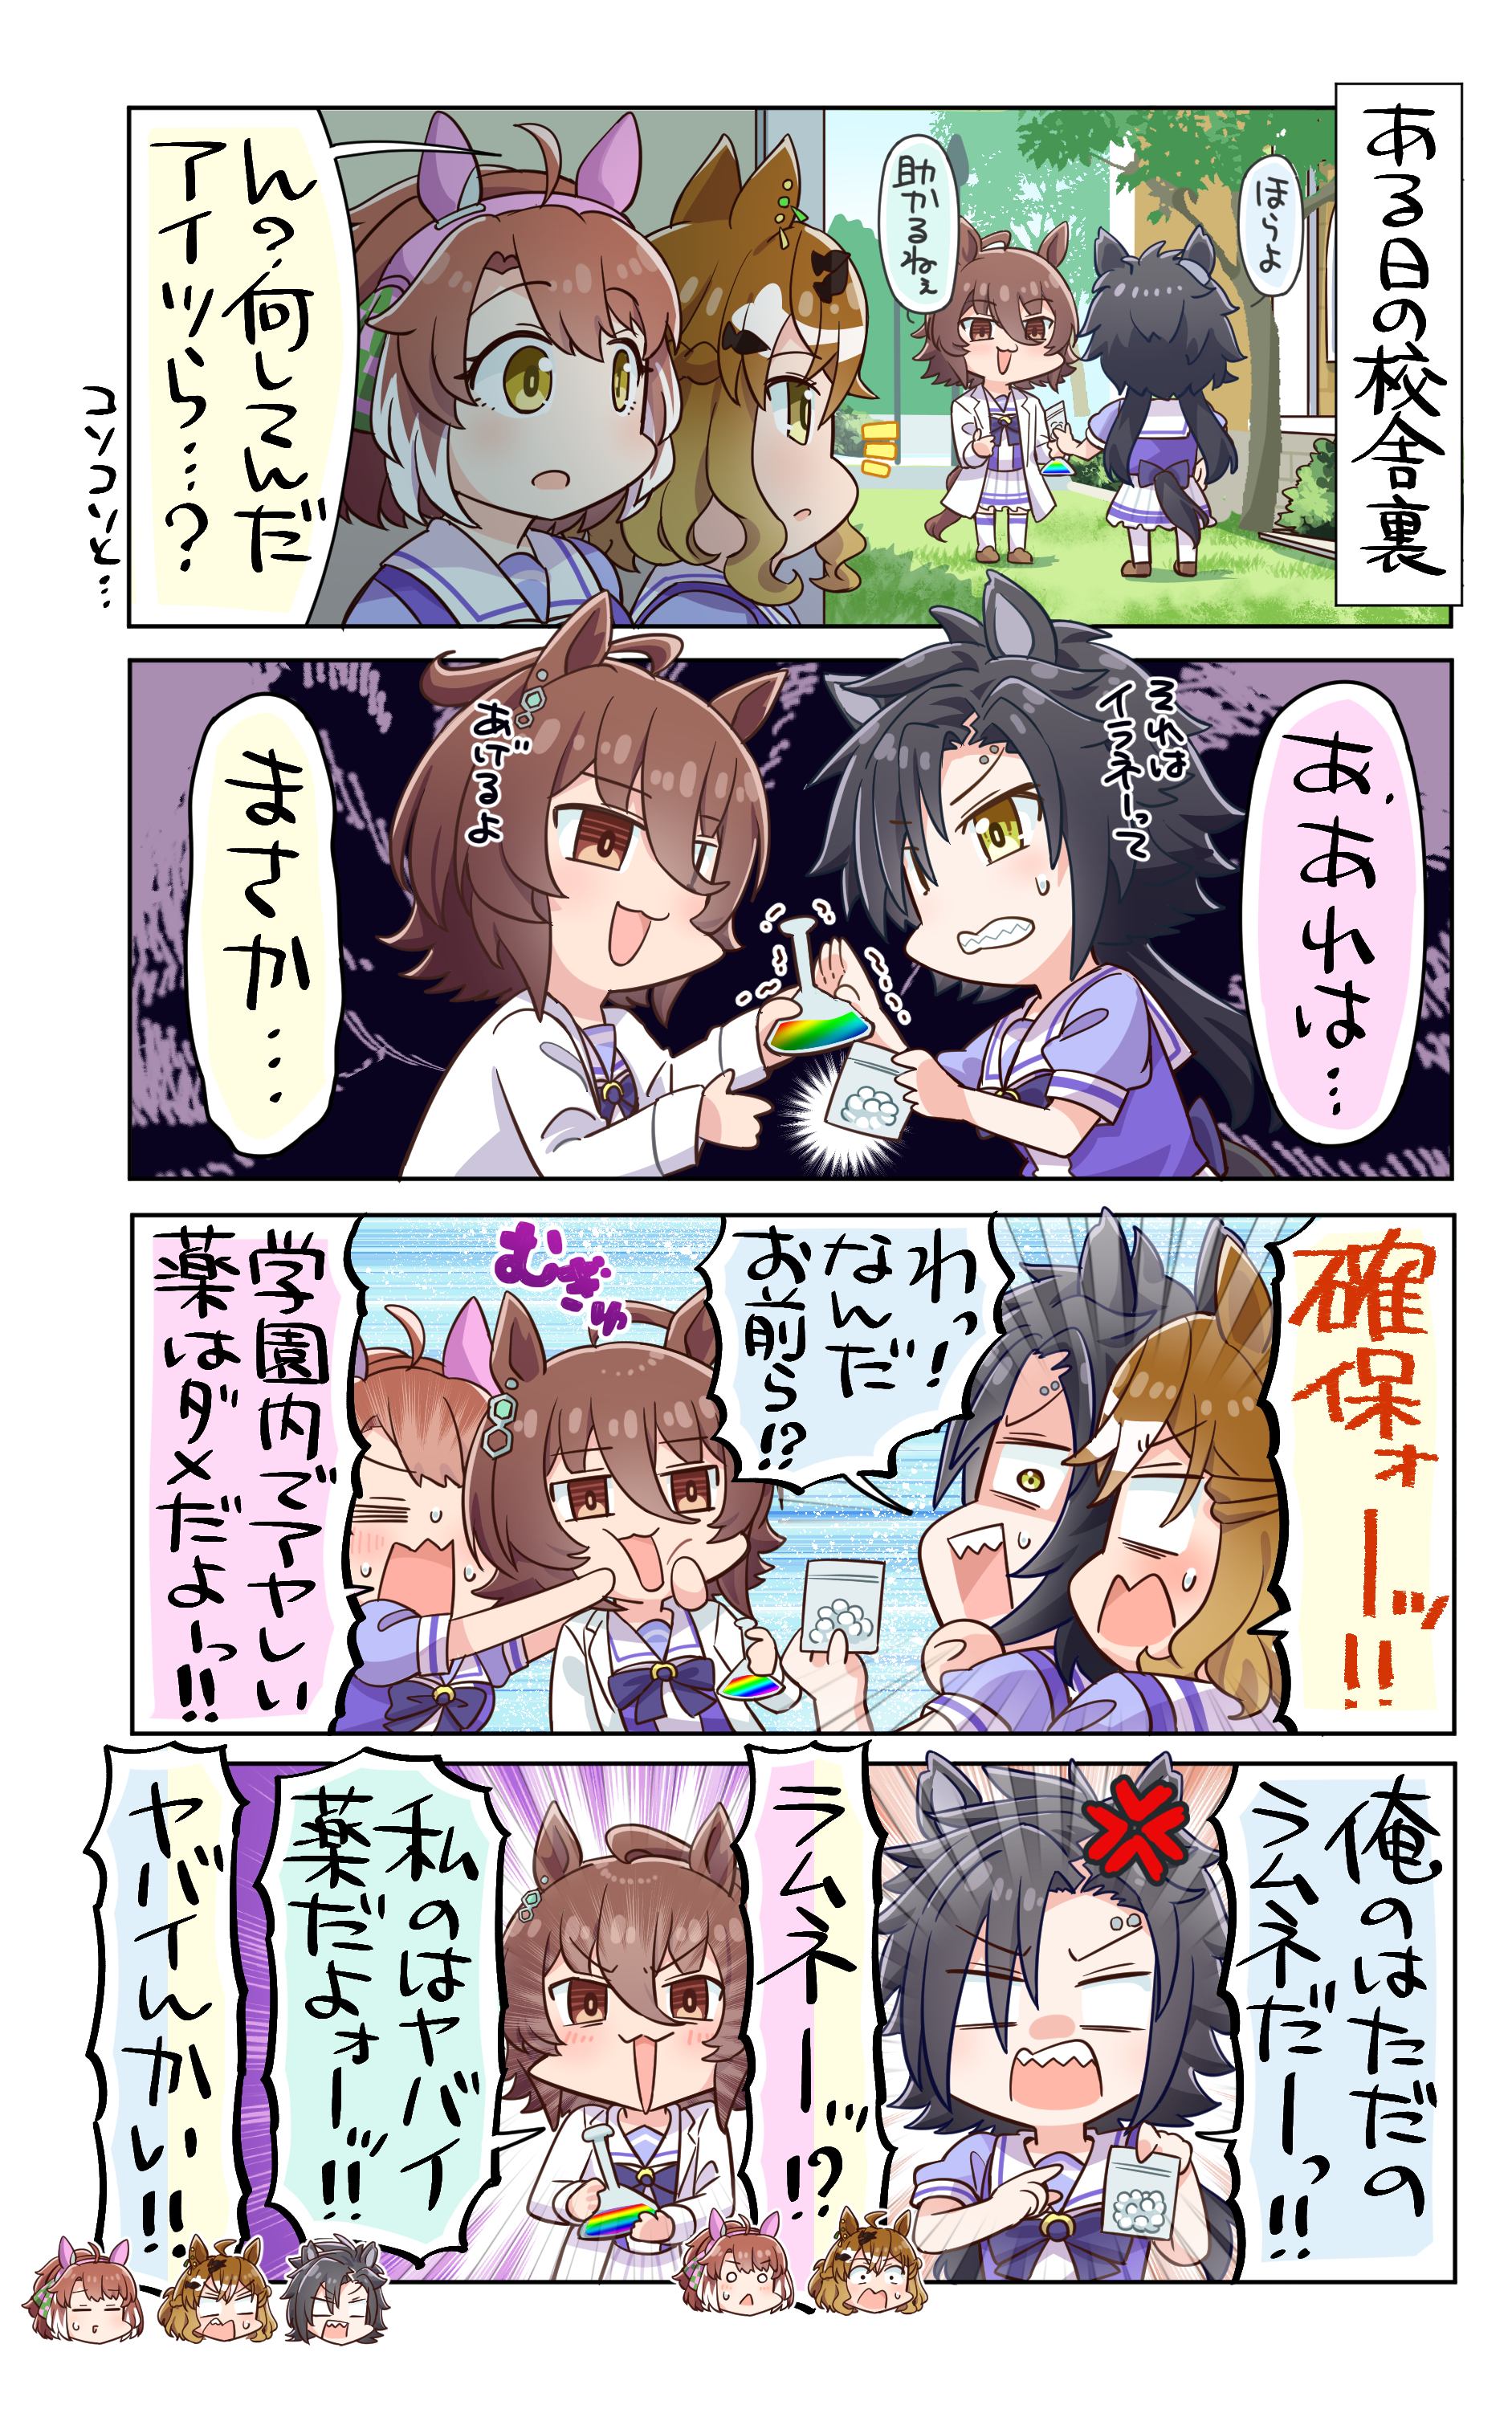 ある日の校舎裏
ほらよ
助かるねぇ
ん？何してんだ
アイツら…？
コソコソと…
あ、あれは…
それは
イラネーって
あげるよ
まさか…
確保ォーーッ!!
わっ！
なんだ
お前ら!?
むぎゅ
学園内でアヤしい
薬はダメだよーっ!!
俺のはただの
ラムネだーっ!!
ラムネーッ!?
私のはヤバイ
薬だよォーッ!!
ヤバイんかい!!